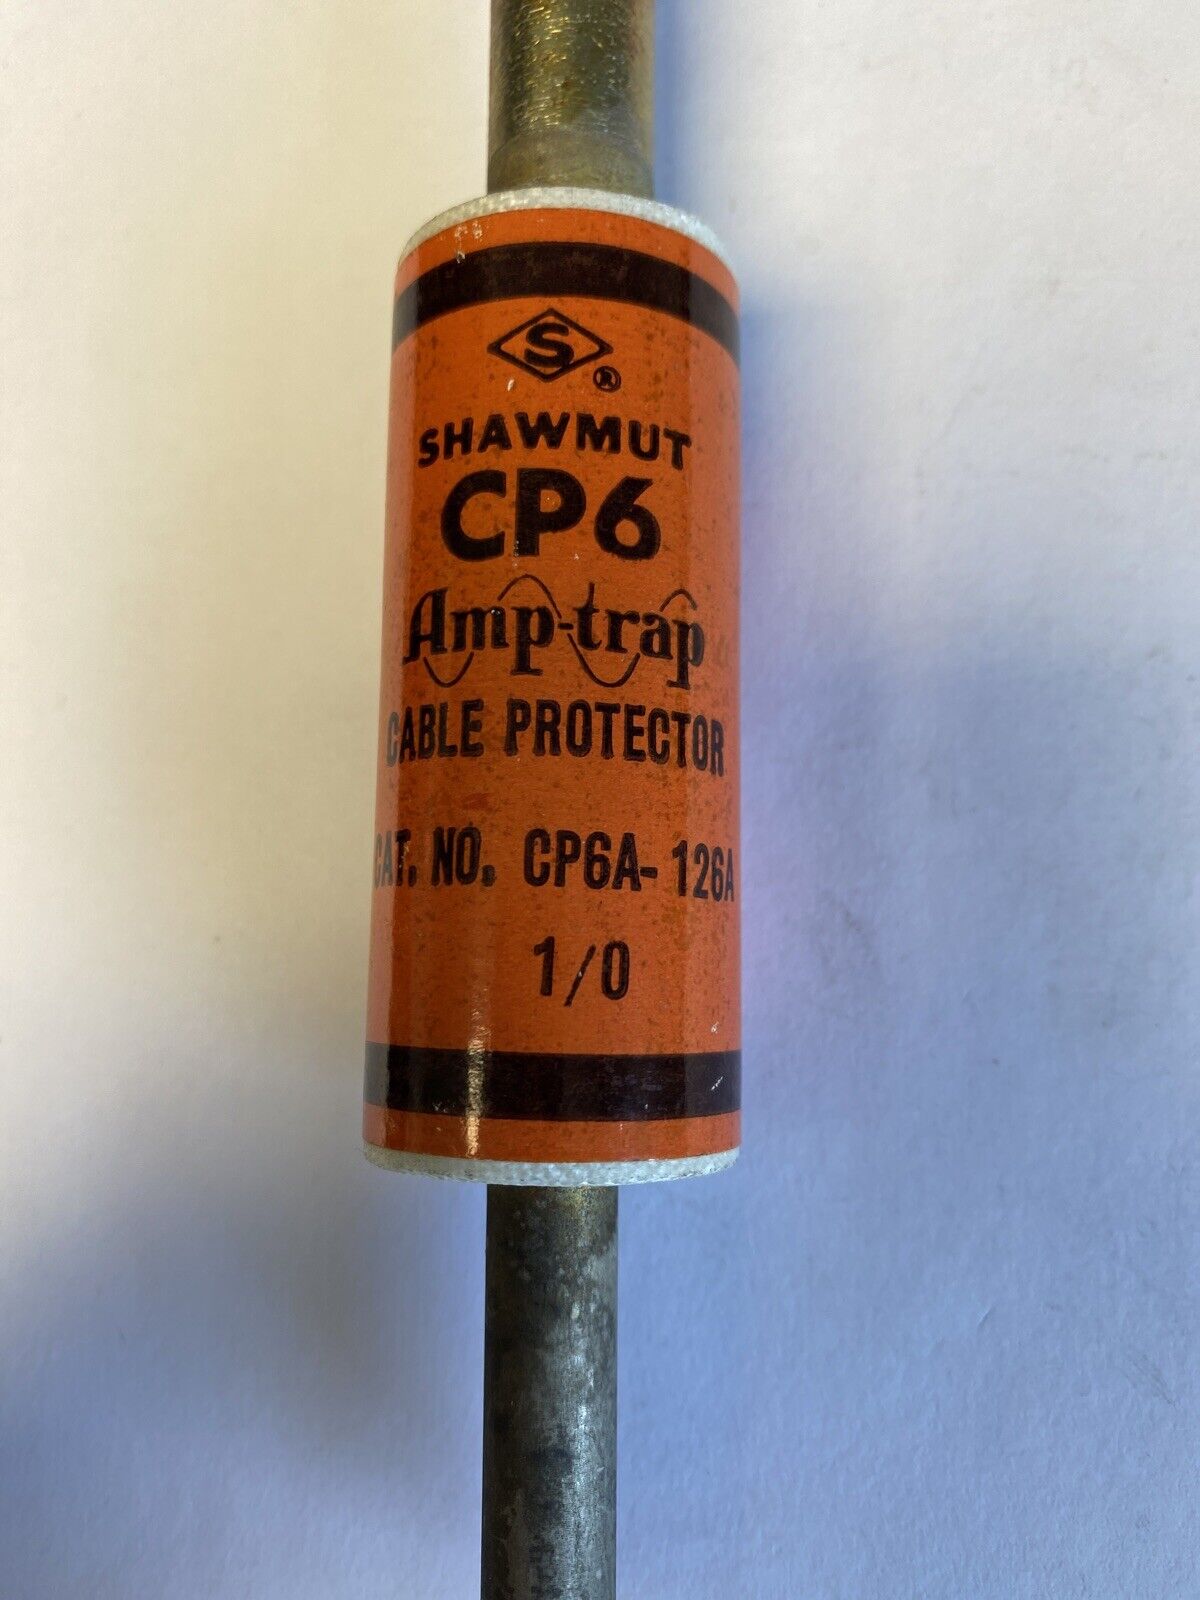 S ®
SHAWMUT
CP6
Amp-trap
CABLE PROTECTOR
CAT. NO. CP6A-126A
1/0